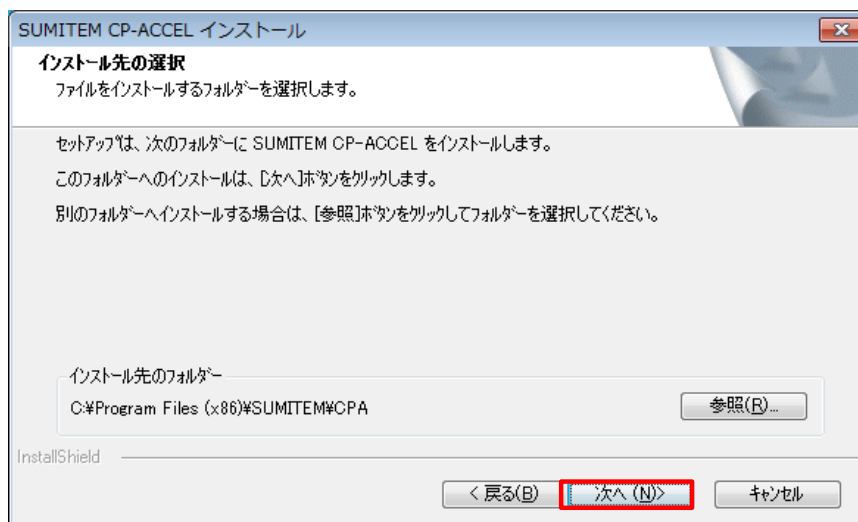 SUMITEM CP-ACCEL インストール
インストール先の選択
ファイルをインストールするフォルダーを選択します。
セットアップは、次のフォルダーに SUMITEM CP-ACCEL をインストールします。
このフォルダーへのインストールは、[次へ]ボタンをクリックします。
別のフォルダーへインストールする場合は、[参照]ボタンをクリックしてフォルダーを選択してください。
インストール先のフォルダー
C:¥Program Files (x86)¥SUMITEM¥CPA
参照(R)...
InstallShield
< 戻る(B)
次へ (N)>
キャンセル